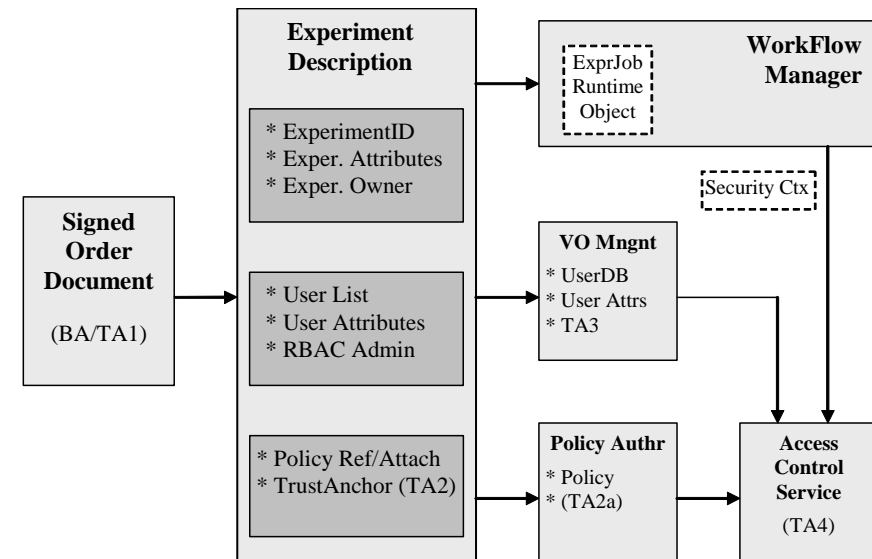 Experiment
Description
* ExperimentID
* Exper. Attributes
* Exper. Owner
* User List
* User Attributes
* RBAC Admin
* Policy Ref/Attach
* TrustAnchor (TA2)
Signed
Order
Document
(BA/TA1)
WorkFlow
Manager
ExprJob
Runtime
Object
Security Ctx
VO Mngnt
* UserDB
* User Attrs
* TA3
Policy Authr
* Policy
* (TA2a)
Access
Control
Service
(TA4)